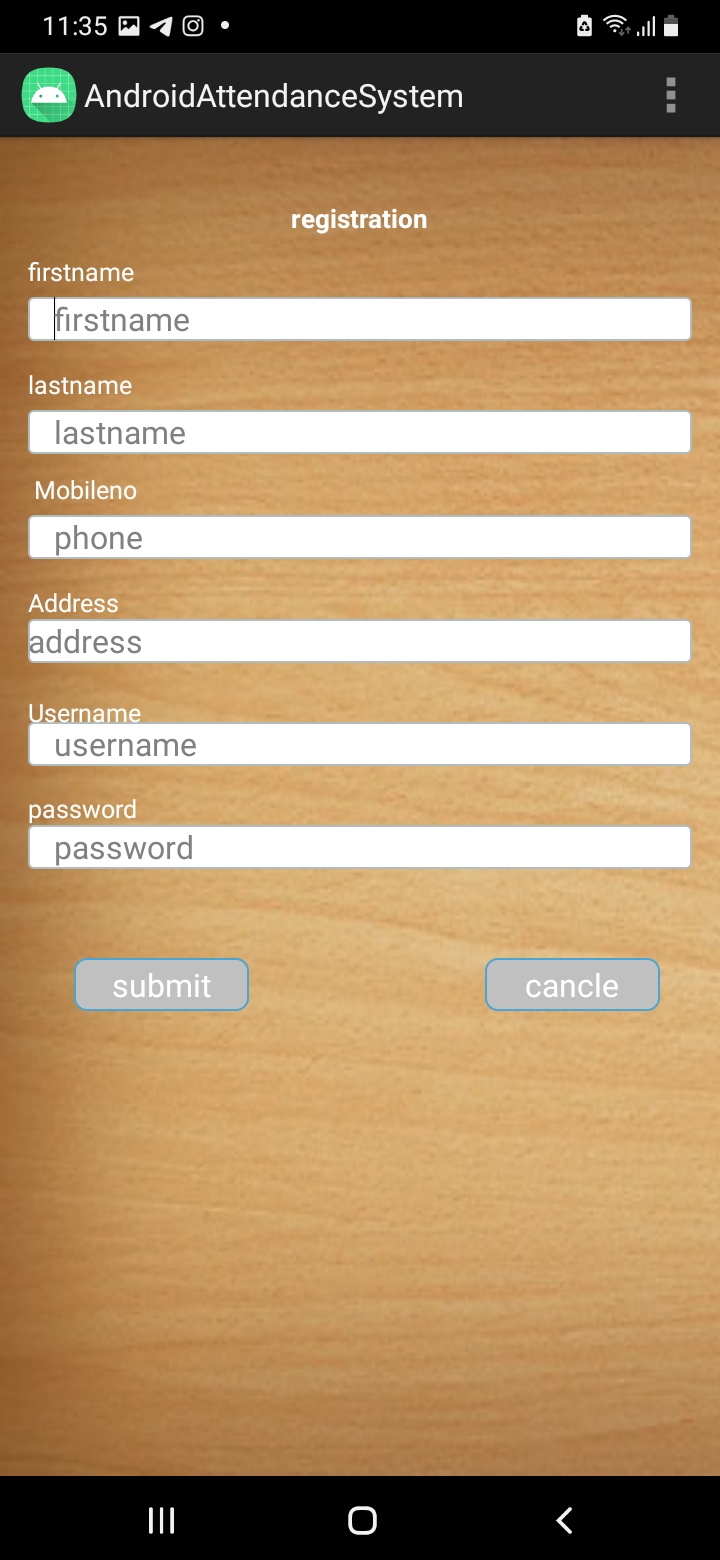 11:35
AndroidAttendanceSystem
registration
firstname
firstname
lastname
lastname
Mobileno
phone
Address
address
Username
username
password
password
submit cancle